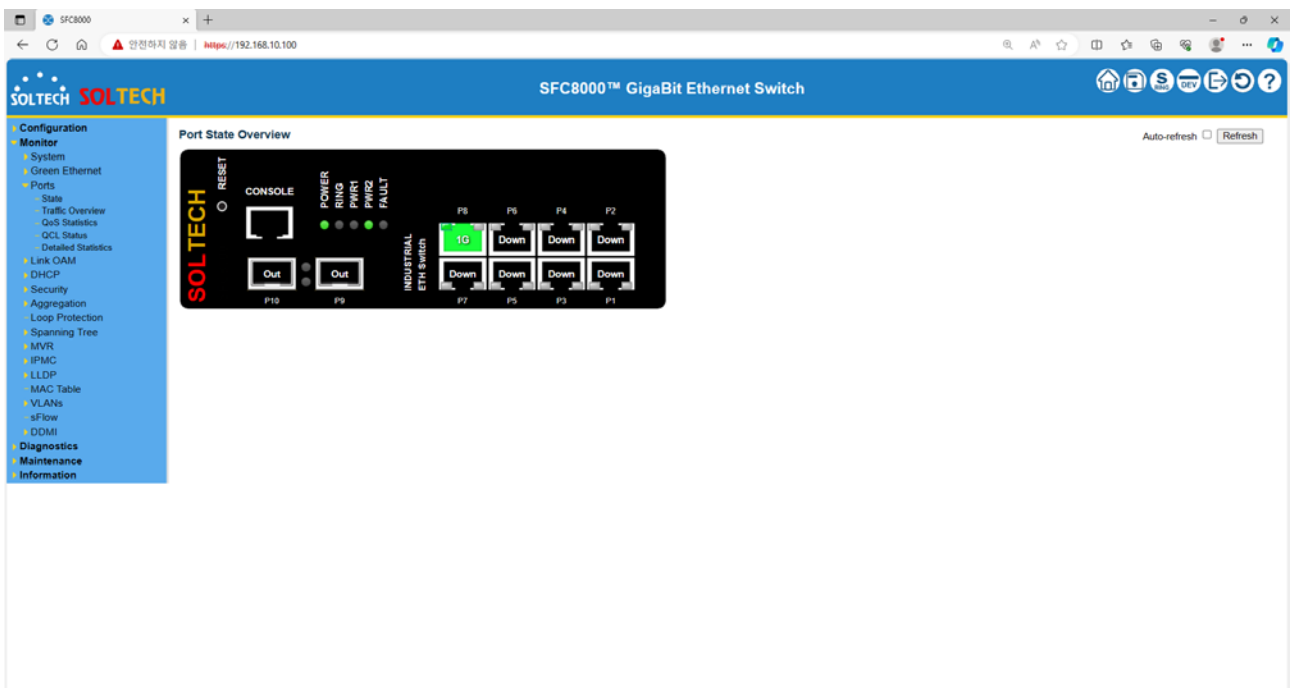 SFC8000
안전하지 않음 | https://192.168.10.100
SOLTECH SOLTECH
SFC8000™ GigaBit Ethernet Switch
S RING
DEV
?
Configuration
Monitor
System
Green Ethernet
Ports
State
Traffic Overview
QoS Statistics
QCL Status
Detailed Statistics
Link OAM
DHCP
Security
Aggregation
Loop Protection
Spanning Tree
MVR
IPMC
LLDP
MAC Table
VLANs
sFlow
DDMI
Diagnostics
Maintenance
Information
Port State Overview
Auto-refresh
Refresh
SOLTECH
RESET
CONSOLE
POWER
RING
PWR1
PWR2
FAULT
INDUSTRIAL
ETH Switch
P8 P6 P4 P2
1G Down Down Down
Out Out
Down Down Down Down
P10 P9
P7 P5 P3 P1